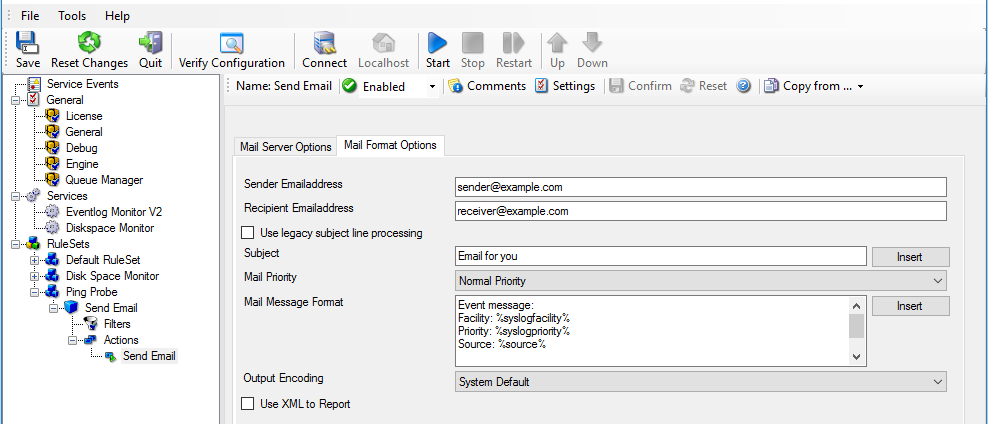 File Tools Help
Save Reset Changes Quit Verify Configuration Connect Localhost Start Stop Restart Up Down
Service Events
General
License
General
Debug
Engine
Queue Manager
Services
Eventlog Monitor V2
Diskspace Monitor
RuleSets
Default RuleSet
Disk Space Monitor
Ping Probe
Send Email
Filters
Actions
Send Email
Name: Send Email Enabled Comments Settings Confirm Reset Copy from ...
Mail Server Options Mail Format Options
Sender Emailaddress sender@example.com
Recipient Emailaddress receiver@example.com
Use legacy subject line processing
Subject Email for you Insert
Mail Priority Normal Priority
Mail Message Format Event message: Insert
Facility: %syslogfacility%
Priority: %syslogpriority%
Source: %source%
Output Encoding System Default
Use XML to Report